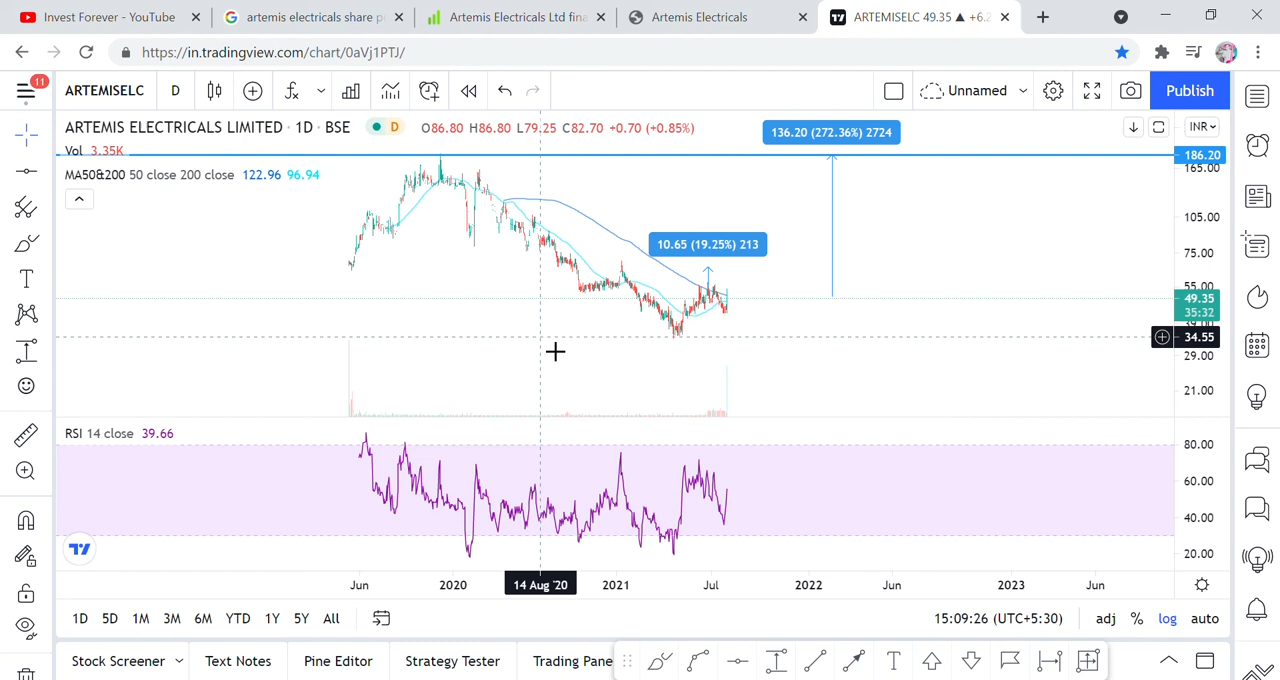 Invest Forever - YouTube
artemis electricals share p
Artemis Electricals Ltd fina
Artemis Electricals
ARTEMISELC 49.35 ▲ +6.2
https://in.tradingview.com/chart/0aVj1PTJ/
11
ARTEMISELC D
Unnamed
Publish
ARTEMIS ELECTRICALS LIMITED · 1D · BSE D O86.80 H86.80 L79.25 C82.70 +0.70 (+0.85%)
136.20 (272.36%) 2724
INR
Vol 3.35K
186.20
165.00
MA50&200 50 close 200 close 122.96 96.94
105.00
10.65 (19.25%) 213
75.00
55.00
49.35
35:32
34.55
29.00
21.00
RSI 14 close 39.66
80.00
60.00
40.00
20.00
Jun 2020 14 Aug '20 2021 Jul 2022 Jun 2023 Jun
1D 5D 1M 3M 6M YTD 1Y 5Y All
15:09:26 (UTC+5:30) adj % log auto
Stock Screener Text Notes Pine Editor Strategy Tester Trading Pane